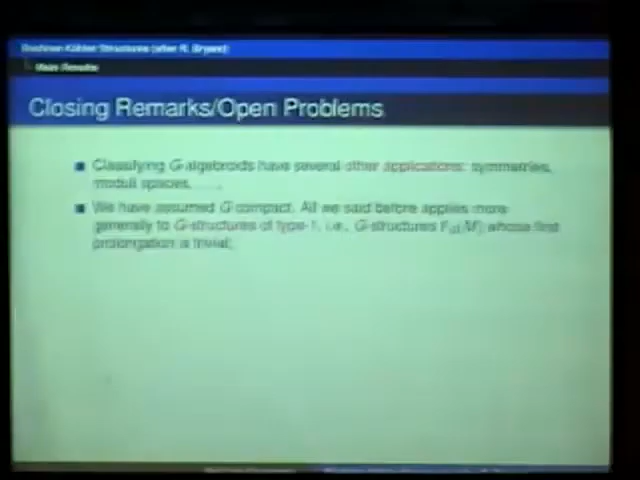 Bochner-Kähler Structures (after R. Bryant)
Main Remarks
Closing Remarks/Open Problems
Classifying G-algebroids have several other applications: symmetries,
moduli spaces, ...
We have assumed G compact. All we said before applies more
generally to G-structures of type 1, i.e., G-structures F_G(M) whose first
prolongation is trivial;